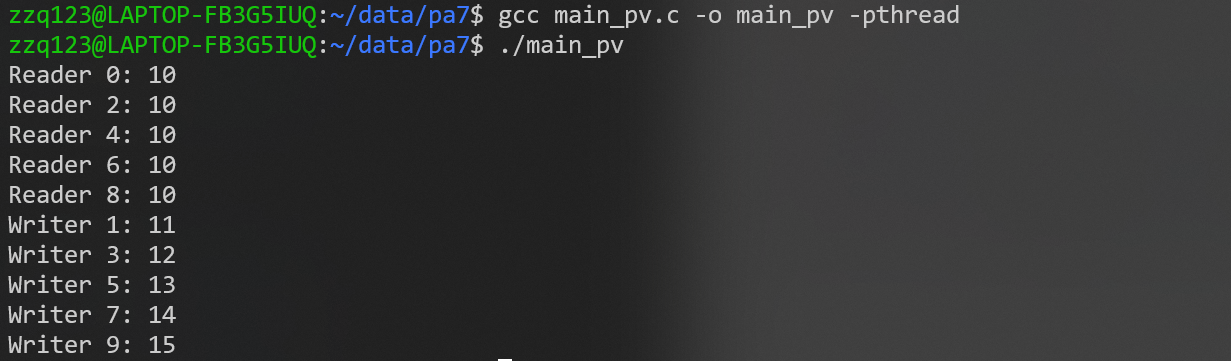 zzq123@LAPTOP-FB3G5IUQ:~/data/pa7$ gcc main_pv.c -o main_pv -pthread
zzq123@LAPTOP-FB3G5IUQ:~/data/pa7$ ./main_pv
Reader 0: 10
Reader 2: 10
Reader 4: 10
Reader 6: 10
Reader 8: 10
Writer 1: 11
Writer 3: 12
Writer 5: 13
Writer 7: 14
Writer 9: 15